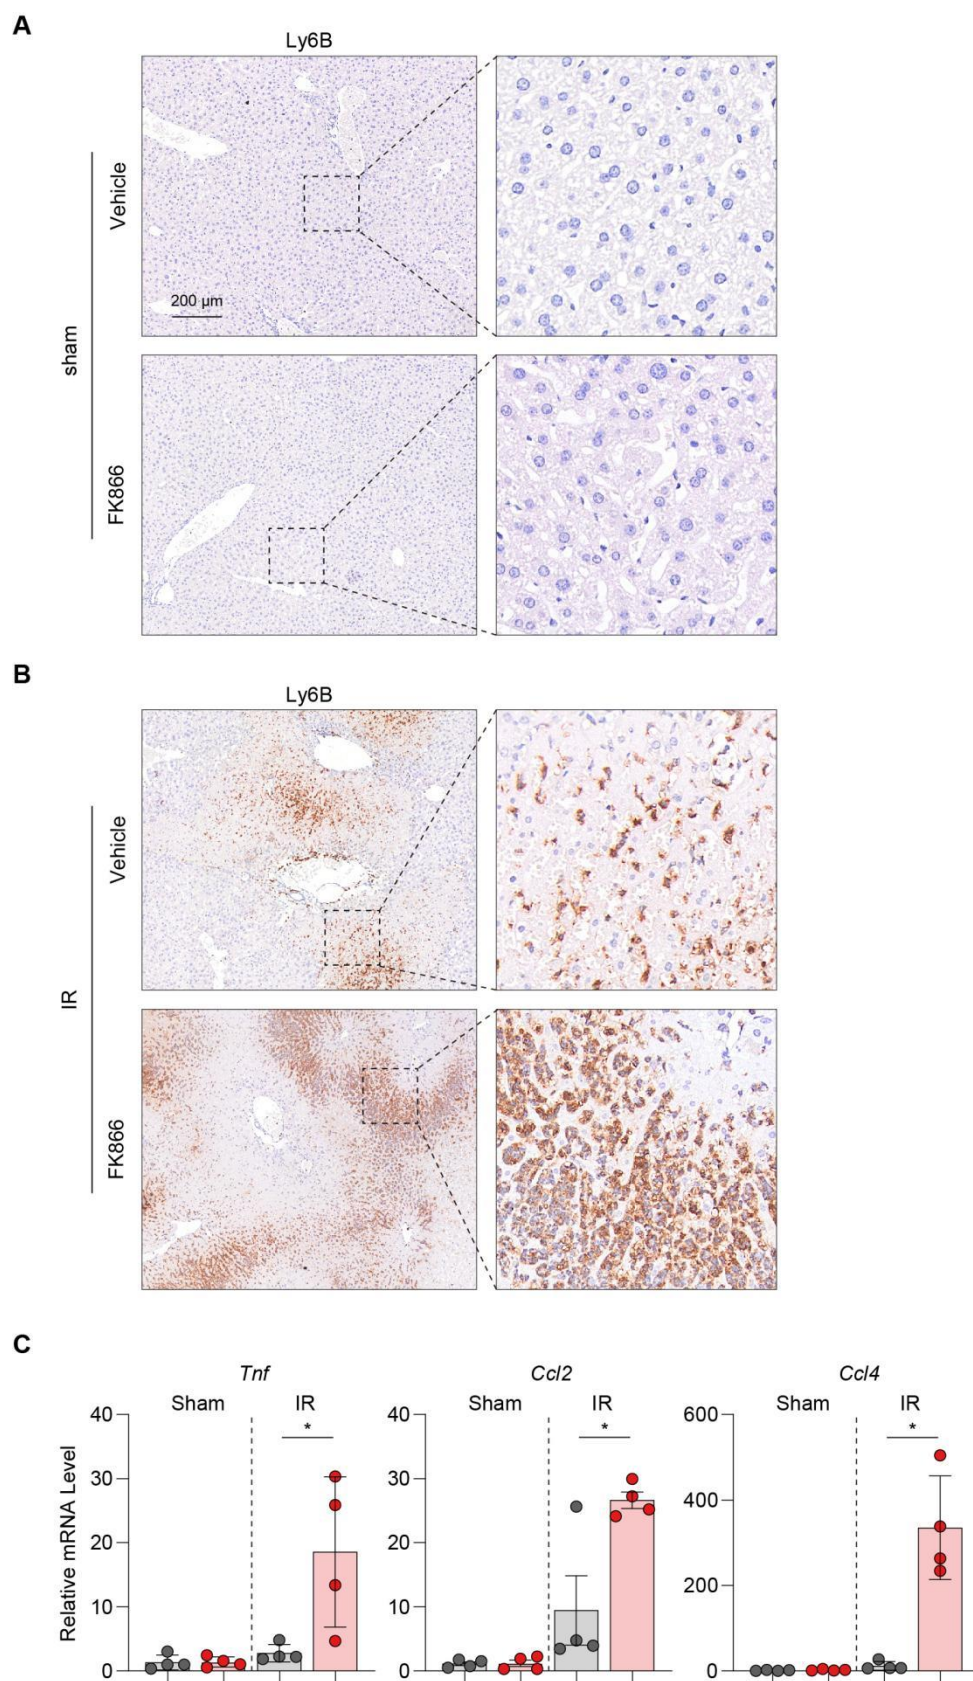 A
Ly6B
Vehicle
200 µm
sham
FK866
B
Ly6B
Vehicle
IR
FK866
C
Tnf
Ccl2
Ccl4
Sham
IR
Sham
IR
Sham
IR
Relative mRNA Level
40
30
20
10
0
*
40
30
20
10
0
*
600
400
200
0
*